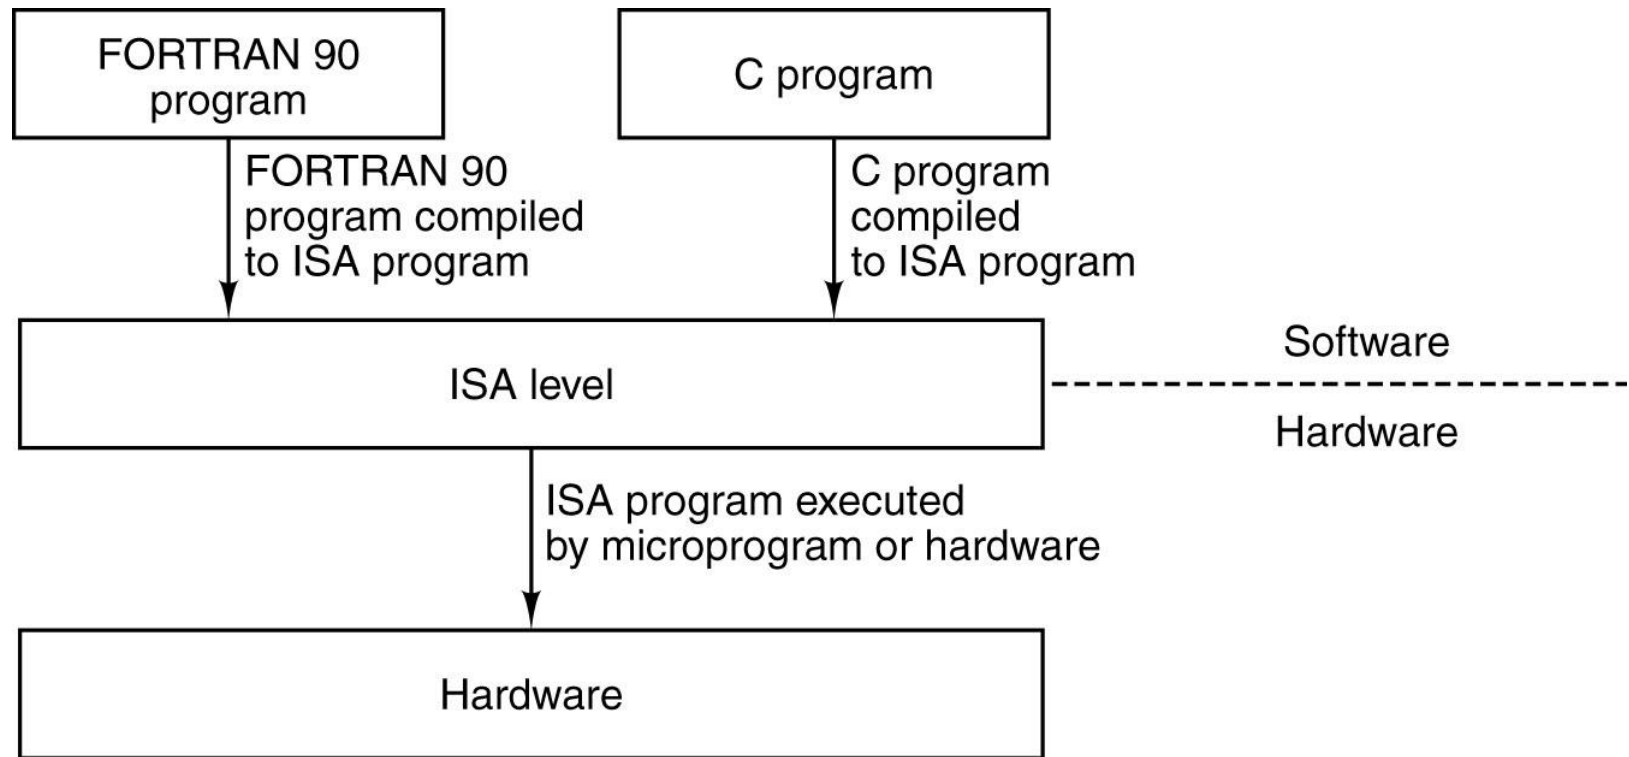 FORTRAN 90
program
C program
FORTRAN 90
program compiled
to ISA program
C program
compiled
to ISA program
ISA level
Software
Hardware
ISA program executed
by microprogram or hardware
Hardware